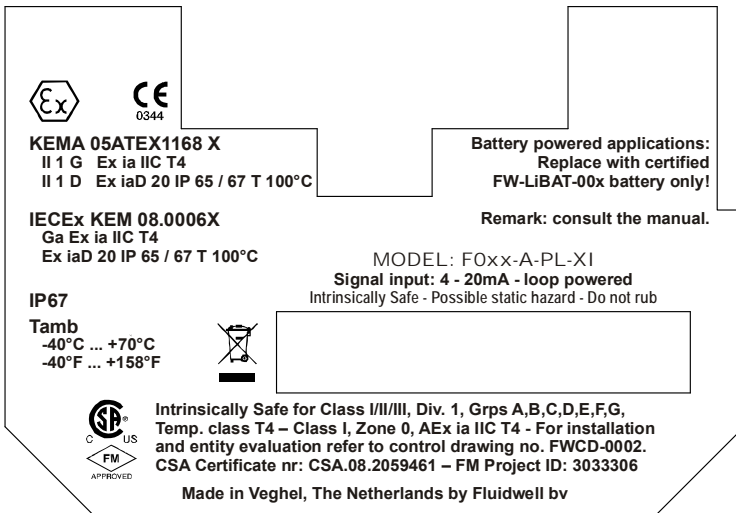 Ex
CE
0344
KEMA 05ATEX1168 X
II 1 G Ex ia IIC T4
II 1 D Ex iaD 20 IP 65 / 67 T 100°C
Battery powered applications:
Replace with certified
FW-LiBAT-00x battery only!
IECEx KEM 08.0006X
Ga Ex ia IIC T4
Ex iaD 20 IP 65 / 67 T 100°C
Remark: consult the manual.
MODEL: F0xx-A-PL-XI
Signal input: 4 - 20mA - loop powered
Intrinsically Safe - Possible static hazard - Do not rub
IP67
Tamb
-40°C ... +70°C
-40°F ... +158°F
SA ®
C US
FM
APPROVED
Intrinsically Safe for Class I/II/III, Div. 1, Grps A,B,C,D,E,F,G,
Temp. class T4 – Class I, Zone 0, AEx ia IIC T4 - For installation
and entity evaluation refer to control drawing no. FWCD-0002.
CSA Certificate nr: CSA.08.2059461 – FM Project ID: 3033306
Made in Veghel, The Netherlands by Fluidwell bv